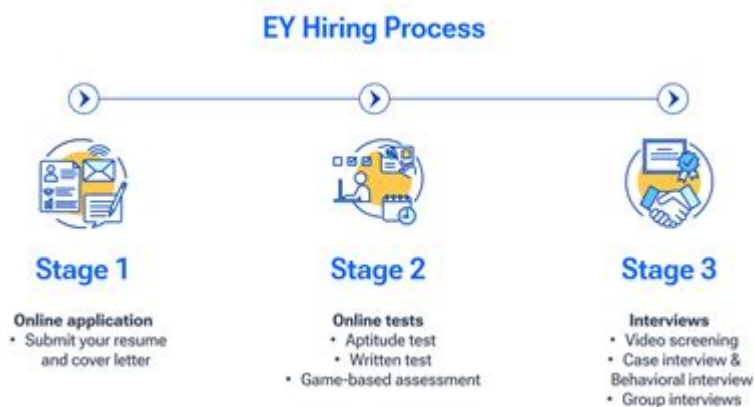 EY Hiring Process
Stage 1
Online application
• Submit your resume
and cover letter
Stage 2
Online tests
• Aptitude test
• Written test
• Game-based assessment
Stage 3
Interviews
• Video screening
• Case interview &
Behavioral interview
• Group interviews